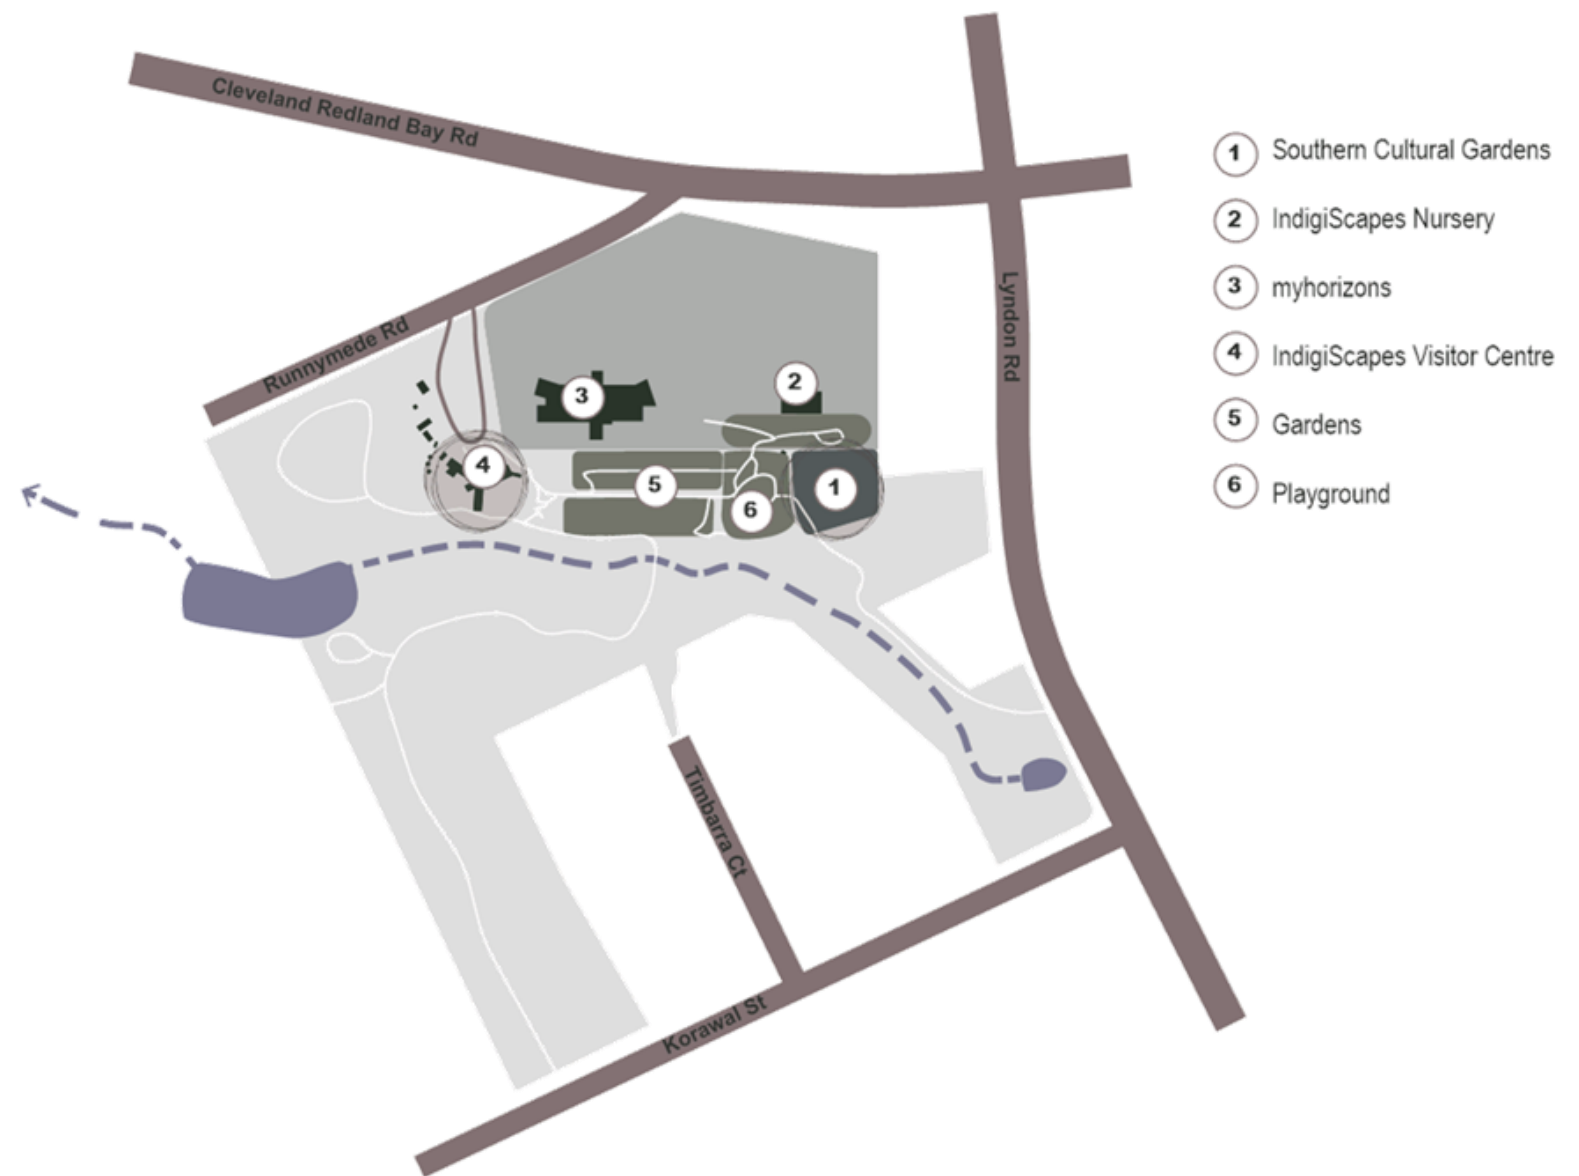 Cleveland Redland Bay Rd
Runnymede Rd
Lyndon Rd
Timbarra Ct
Korawal St
3
2
4
5
1
6
1 Southern Cultural Gardens
2 IndigiScapes Nursery
3 myhorizons
4 IndigiScapes Visitor Centre
5 Gardens
6 Playground